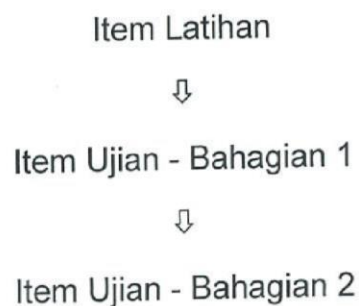 Item Latihan
⇩
Item Ujian - Bahagian 1
⇩
Item Ujian - Bahagian 2